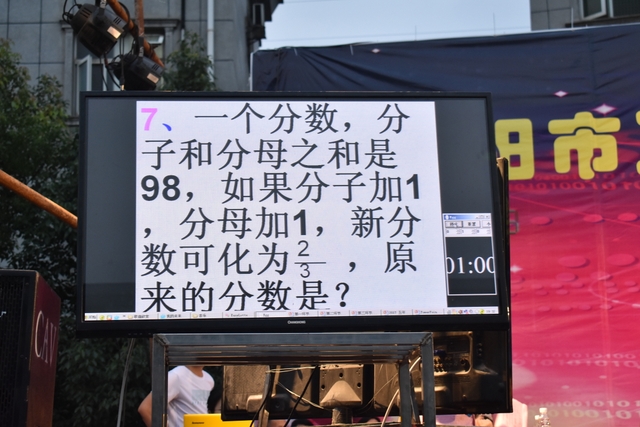 7、一个分数，分
子和分母之和是
98，如果分子加1
，分母加1，新分
数可化为2/3，原
来的分数是？
01:00
阳市
CAV